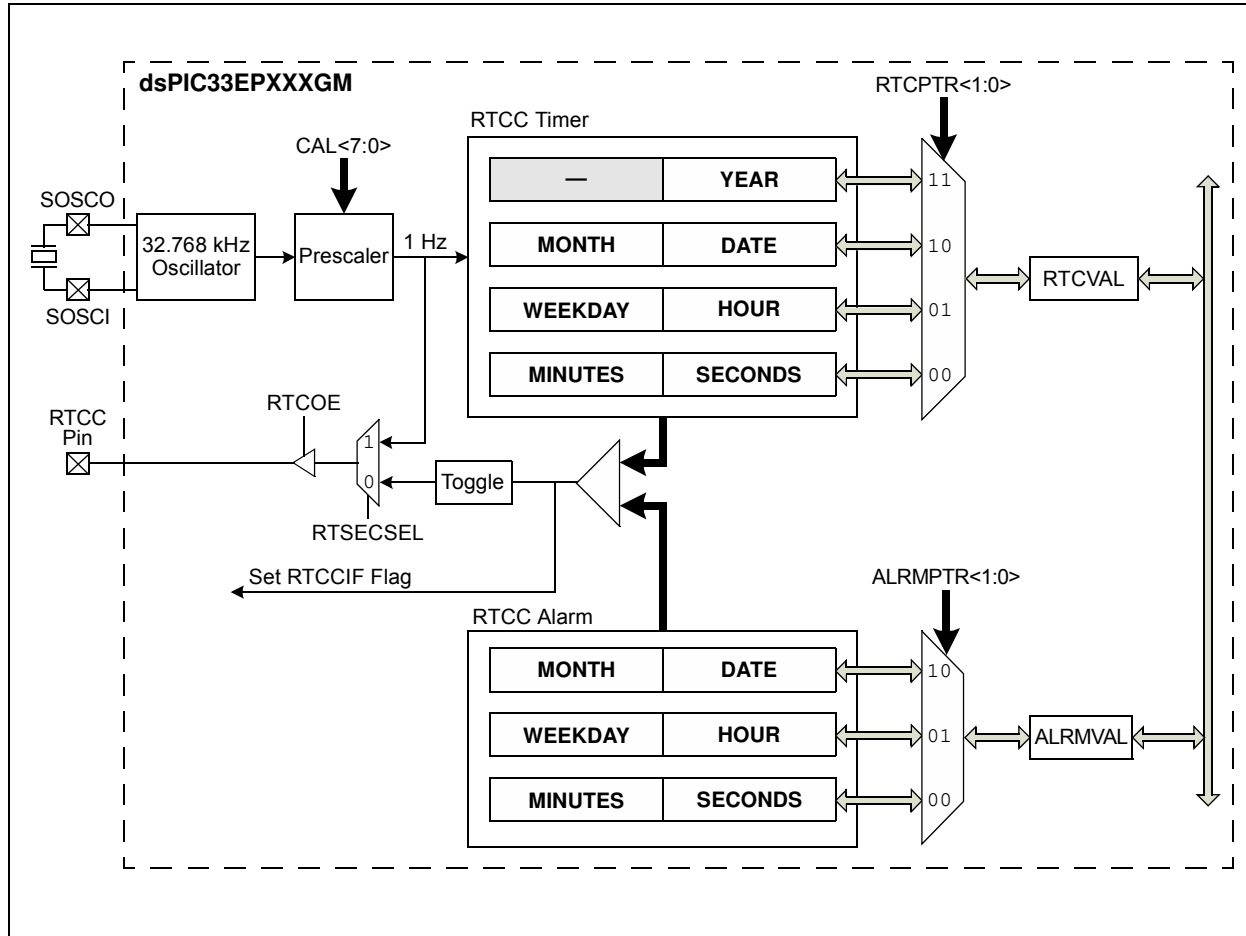 dsPIC33EPXXXGM
RTCPTR<1:0>
RTCC Timer
CAL<7:0>
— YEAR 11
SOSCO
32.768 kHz
Oscillator
Prescaler
1 Hz
MONTH DATE 10
RTCVAL
SOSCI
WEEKDAY HOUR 01
MINUTES SECONDS 00
RTCOE
RTCC
Pin
1
0
Toggle
RTSECSEL
Set RTCCIF Flag
ALRMPTR<1:0>
RTCC Alarm
MONTH DATE 10
WEEKDAY HOUR 01
ALRMVAL
MINUTES SECONDS 00